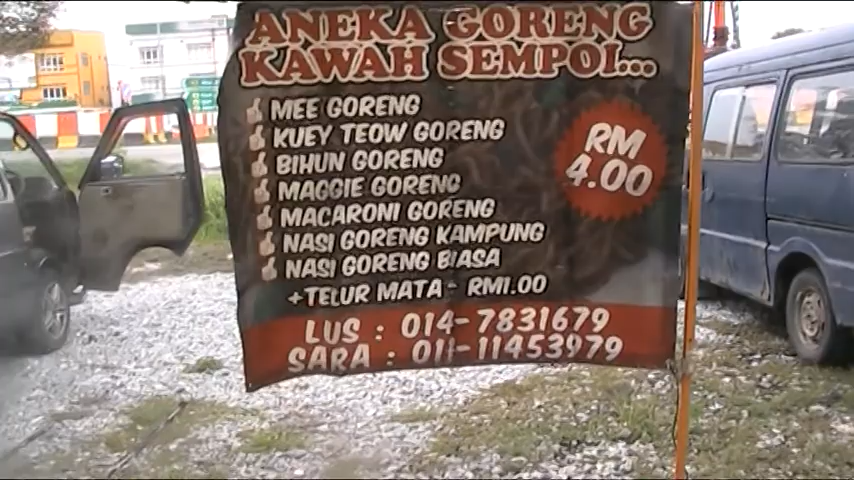 ANEKA GORENG
KAWAH SEMPOI...
MEE GORENG
KUEY TEOW GORENG
BIHUN GORENG
MAGGIE GORENG
MACARONI GORENG
NASI GORENG KAMPUNG
NASI GORENG BIASA
+TELUR MATA - RM1.00
RM
4.00
LUS : 014-7831679
SARA : 011-11453979